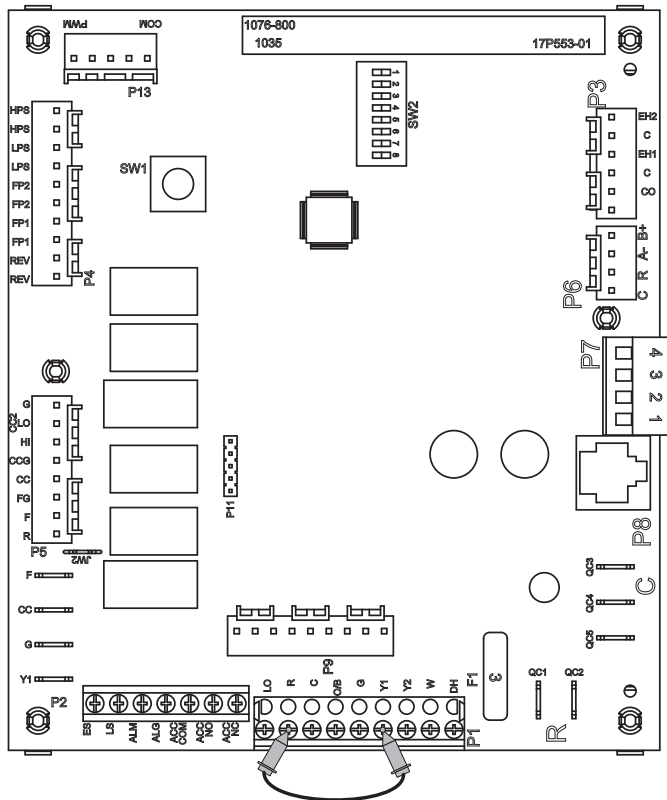 PWM COM
P13
1076-800
1035 17P553-01
HPS
HPS
LPS
LPS
FP2
FP2
FP1
FP1
REV
REV
P4
SW1
1
2
3
4
5
6
7
8
SW2
P3
EH2
C
EH1
C
CO
P6
B+
A-
R
C
P7
4
3
2
1
P8
G
CC2
LO
HI
CCG
CC
FG
F
R
P5
JW2
P11
F
CC
G
Y1
P2
ES
LS
ALM
ALG
ACC COM
ACC NO
ACC NC
P9
LO
R
C
O/B
G
Y1
Y2
W
DH
P1
F1
3
QC3
QC4
QC5
C
QC1
QC2
R